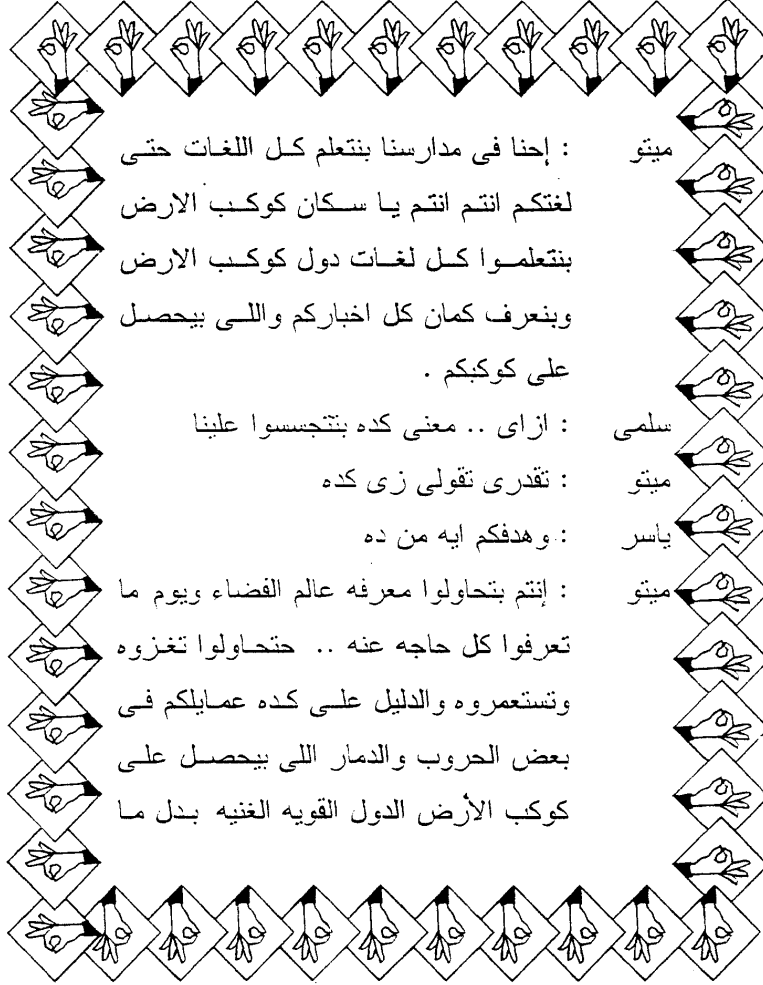 ميتو : إحنا فى مدارسنا بنتعلم كل اللغات حتى
لغتكم انتم انتم يا سكان كوكب الارض
بنتعلموا كل لغات دول كوكب الارض
وبنعرف كمان كل اخباركم واللى بيحصل
على كوكبكم .
سلمى : ازاى .. معنى كده بتتجسسوا علينا
ميتو : تقدرى تقولى زى كده
ياسر : وهدفكم ايه من ده
ميتو : إنتم بتحاولوا معرفه عالم الفضاء ويوم ما
تعرفوا كل حاجه عنه .. حتحاولوا تغزوه
وتستعمروه والدليل على كده عمايلكم فى
بعض الحروب والدمار اللى بيحصل على
كوكب الأرض الدول القويه الغنيه بدل ما